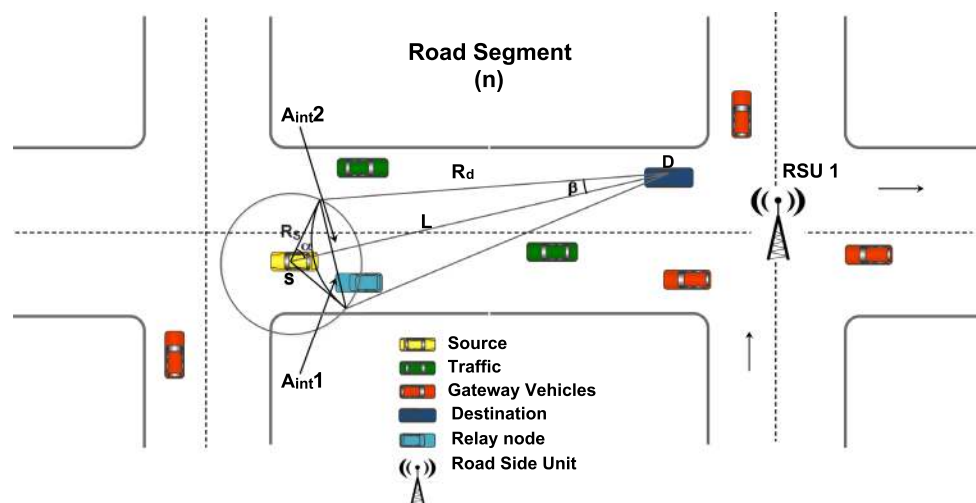 Road Segment
(n)
Aint2
D
Rd
RSU 1
β
L
Rs
α
s
Aint1
Source
Traffic
Gateway Vehicles
Destination
Relay node
Road Side Unit